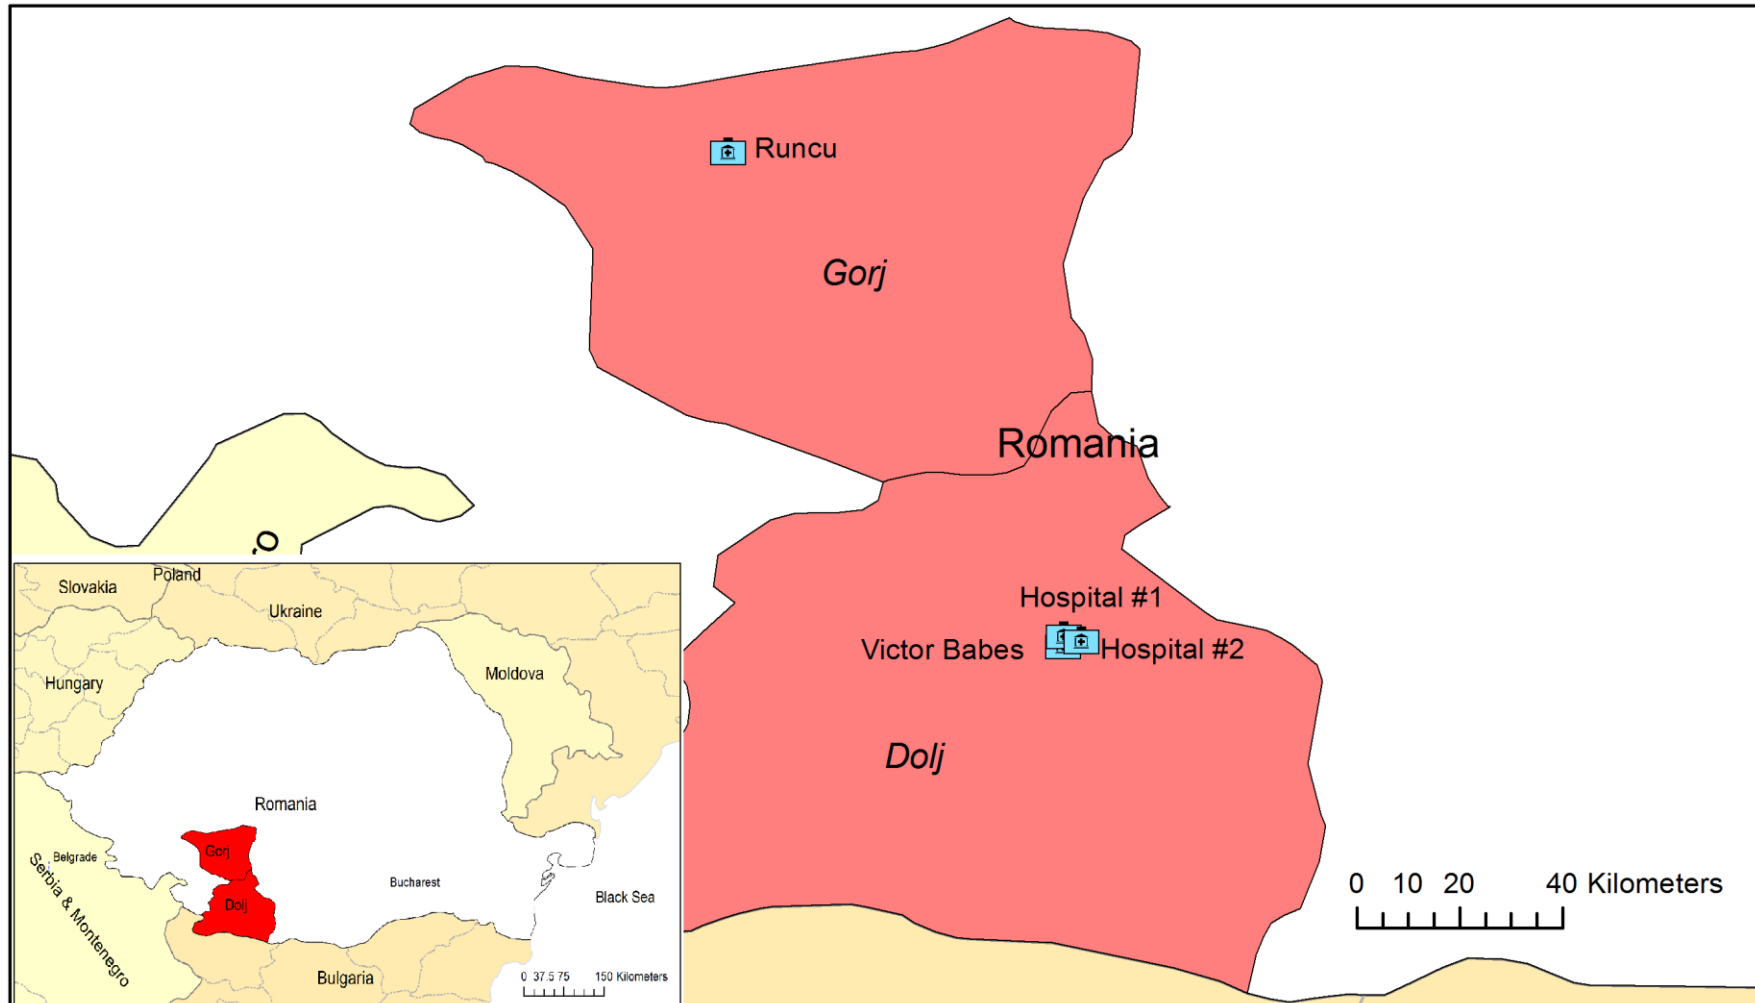 Runcu
Gorj
Romania
ro
Hospital #1
Victor Babes
Hospital #2
Dolj
0 10 20 40 Kilometers
Poland
Slovakia
Ukraine
Moldova
Hungary
Romania
Gorj
Belgrade
Serbia & Montenegro
Bucharest
Dolj
Black Sea
Bulgaria
0 37.5 75 150 Kilometers